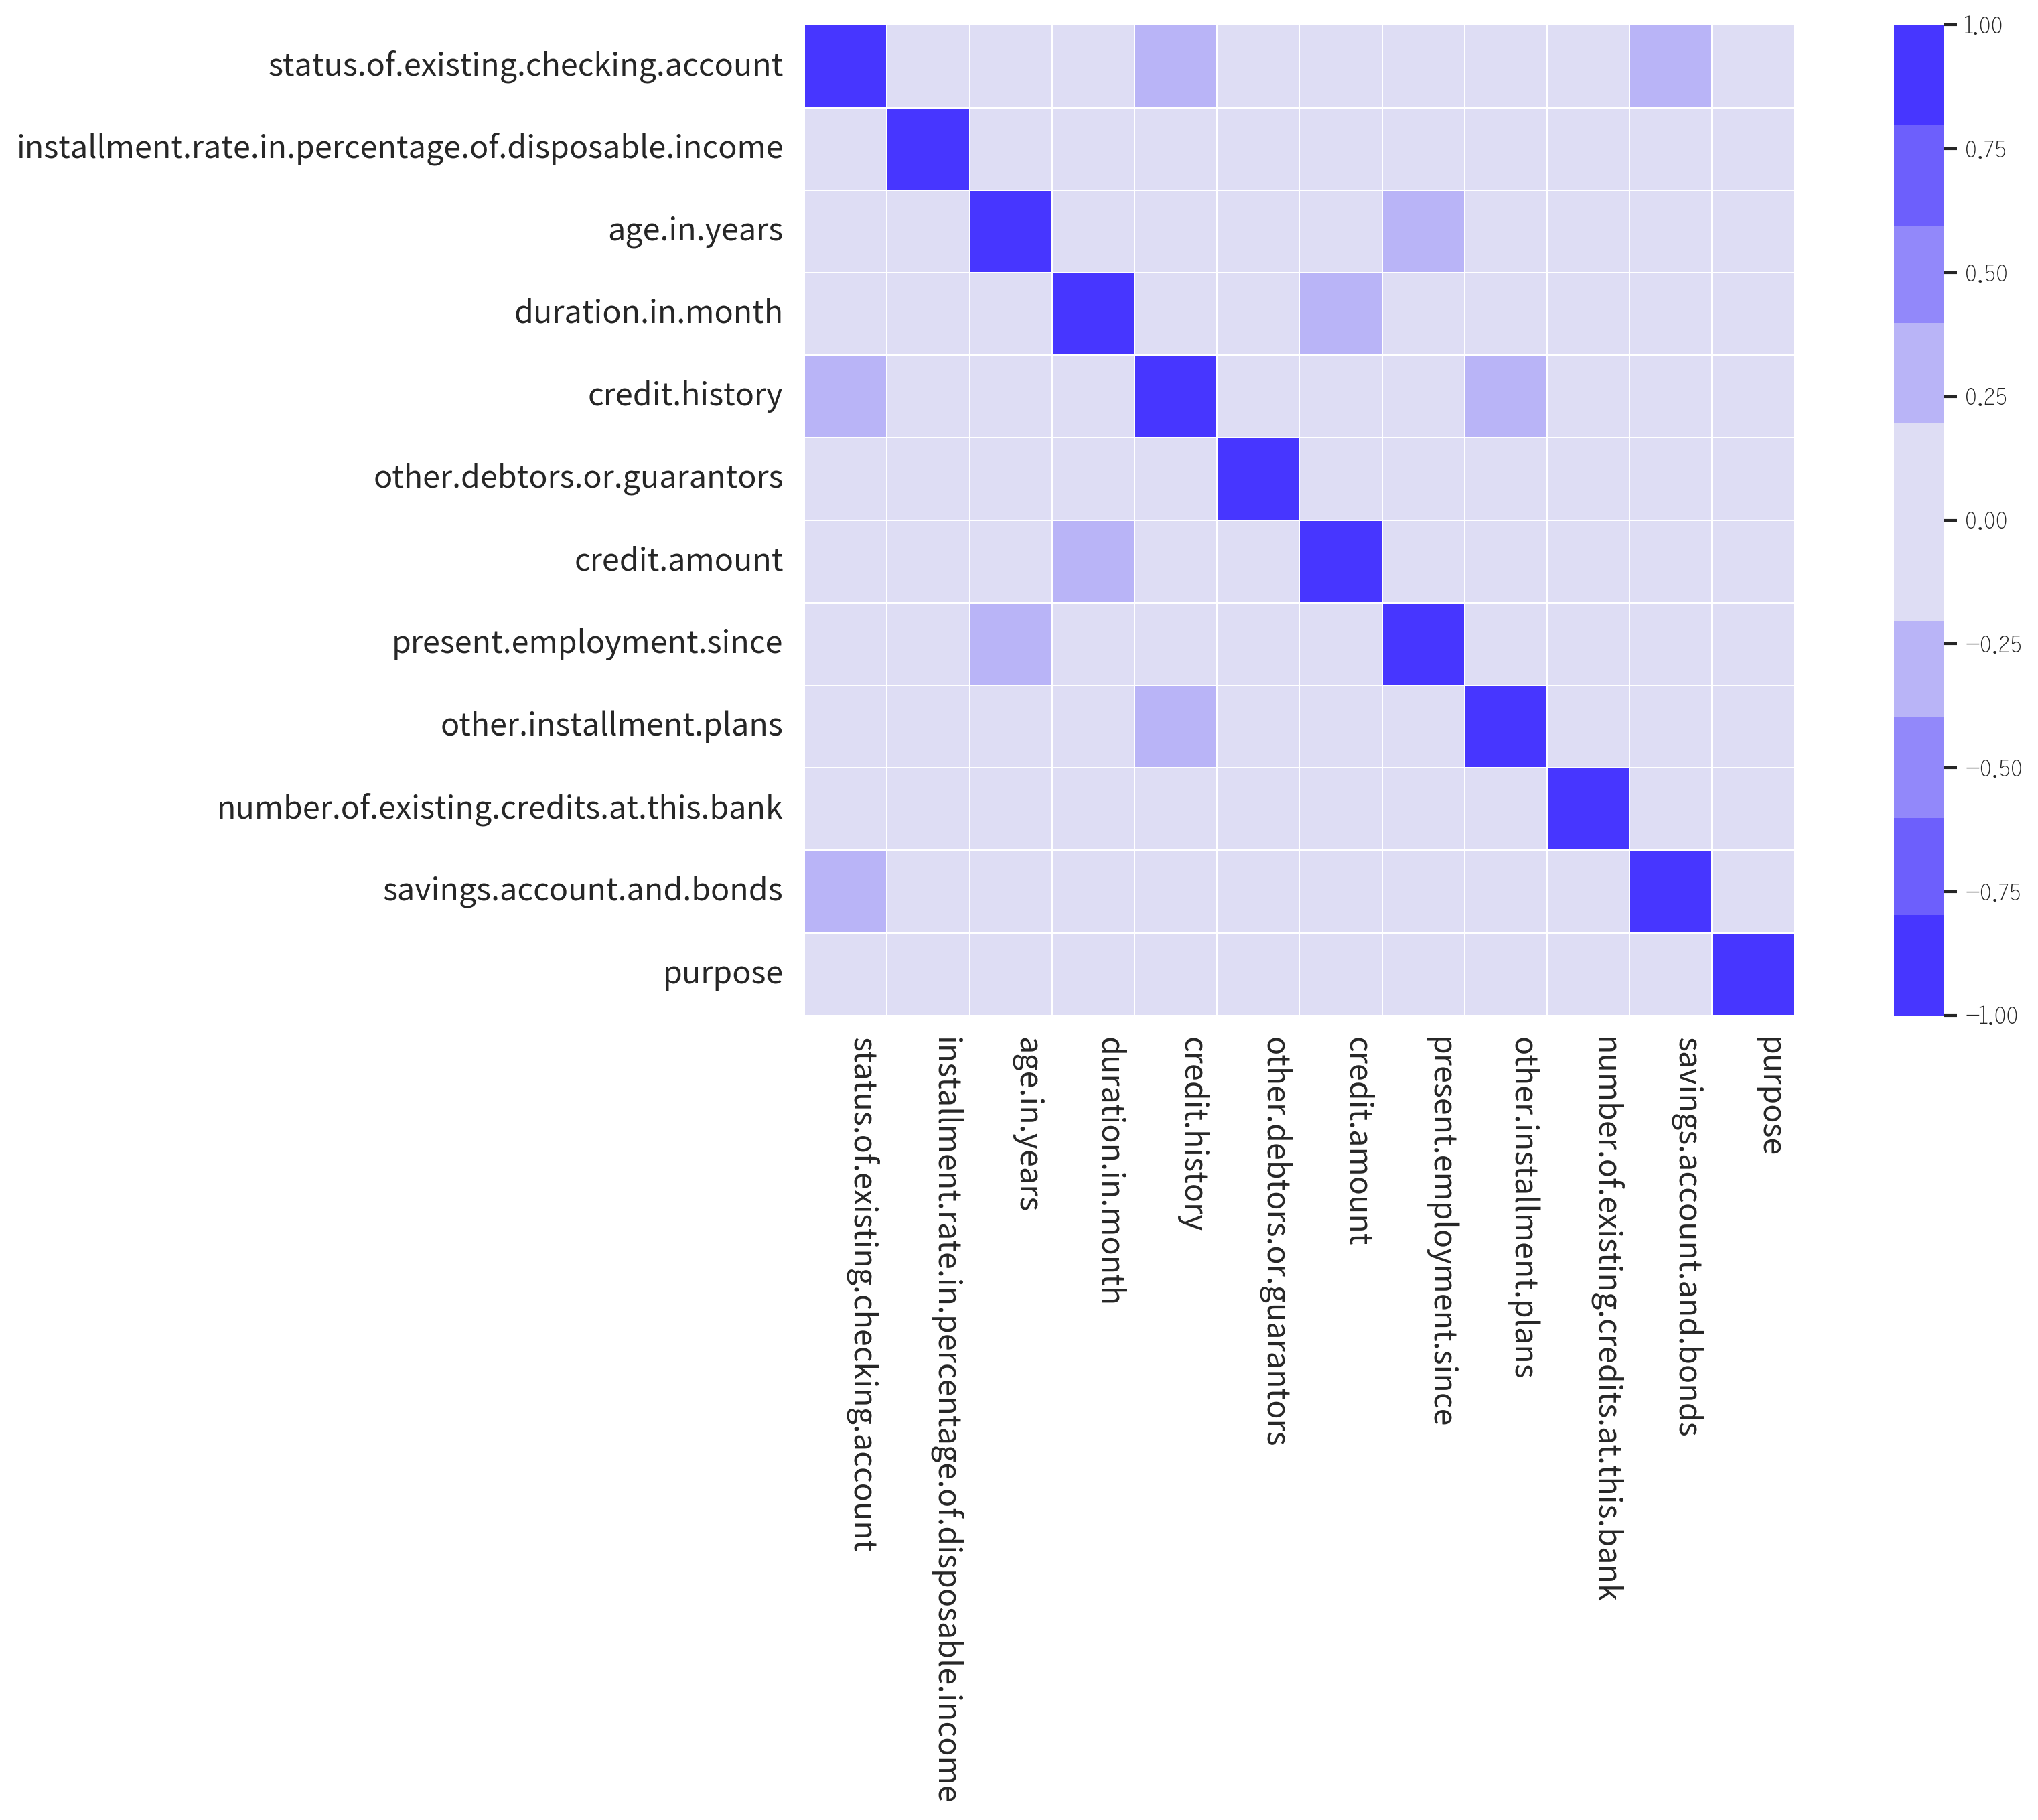 status.of.existing.checking.account
installment.rate.in.percentage.of.disposable.income
age.in.years
duration.in.month
credit.history
other.debtors.or.guarantors
credit.amount
present.employment.since
other.installment.plans
number.of.existing.credits.at.this.bank
savings.account.and.bonds
purpose
status.of.existing.checking.account
installment.rate.in.percentage.of.disposable.income
age.in.years
duration.in.month
credit.history
other.debtors.or.guarantors
credit.amount
present.employment.since
other.installment.plans
number.of.existing.credits.at.this.bank
savings.account.and.bonds
purpose
1.00
0.75
0.50
0.25
0.00
−0.25
−0.50
−0.75
−1.00